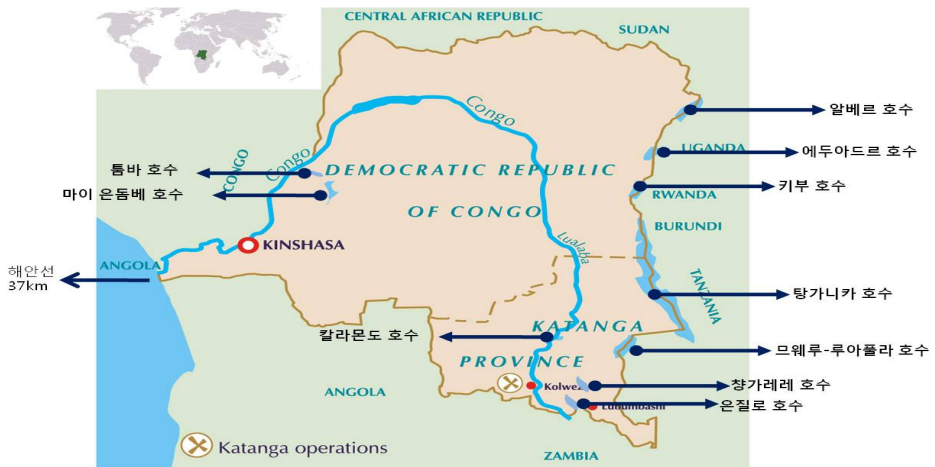 CENTRAL AFRICAN REPUBLIC
SUDAN
알베르 호수
UGANDA
에두아드르 호수
톰바 호수
CONGO
Congo
Congo
DEMOCRATIC REPUBLIC
OF CONGO
키부 호수
RWANDA
마이 은돔베 호수
BURUNDI
KINSHASA
Lualaba
ANGOLA
해안선
37km
TANZANIA
탕가니카 호수
칼라몬도 호수
KATANGA
PROVINCE
므웨루-루아풀라 호수
ANGOLA
Kolwez
챵가레레 호수
Lubumbashi
은질로 호수
Katanga operations
ZAMBIA